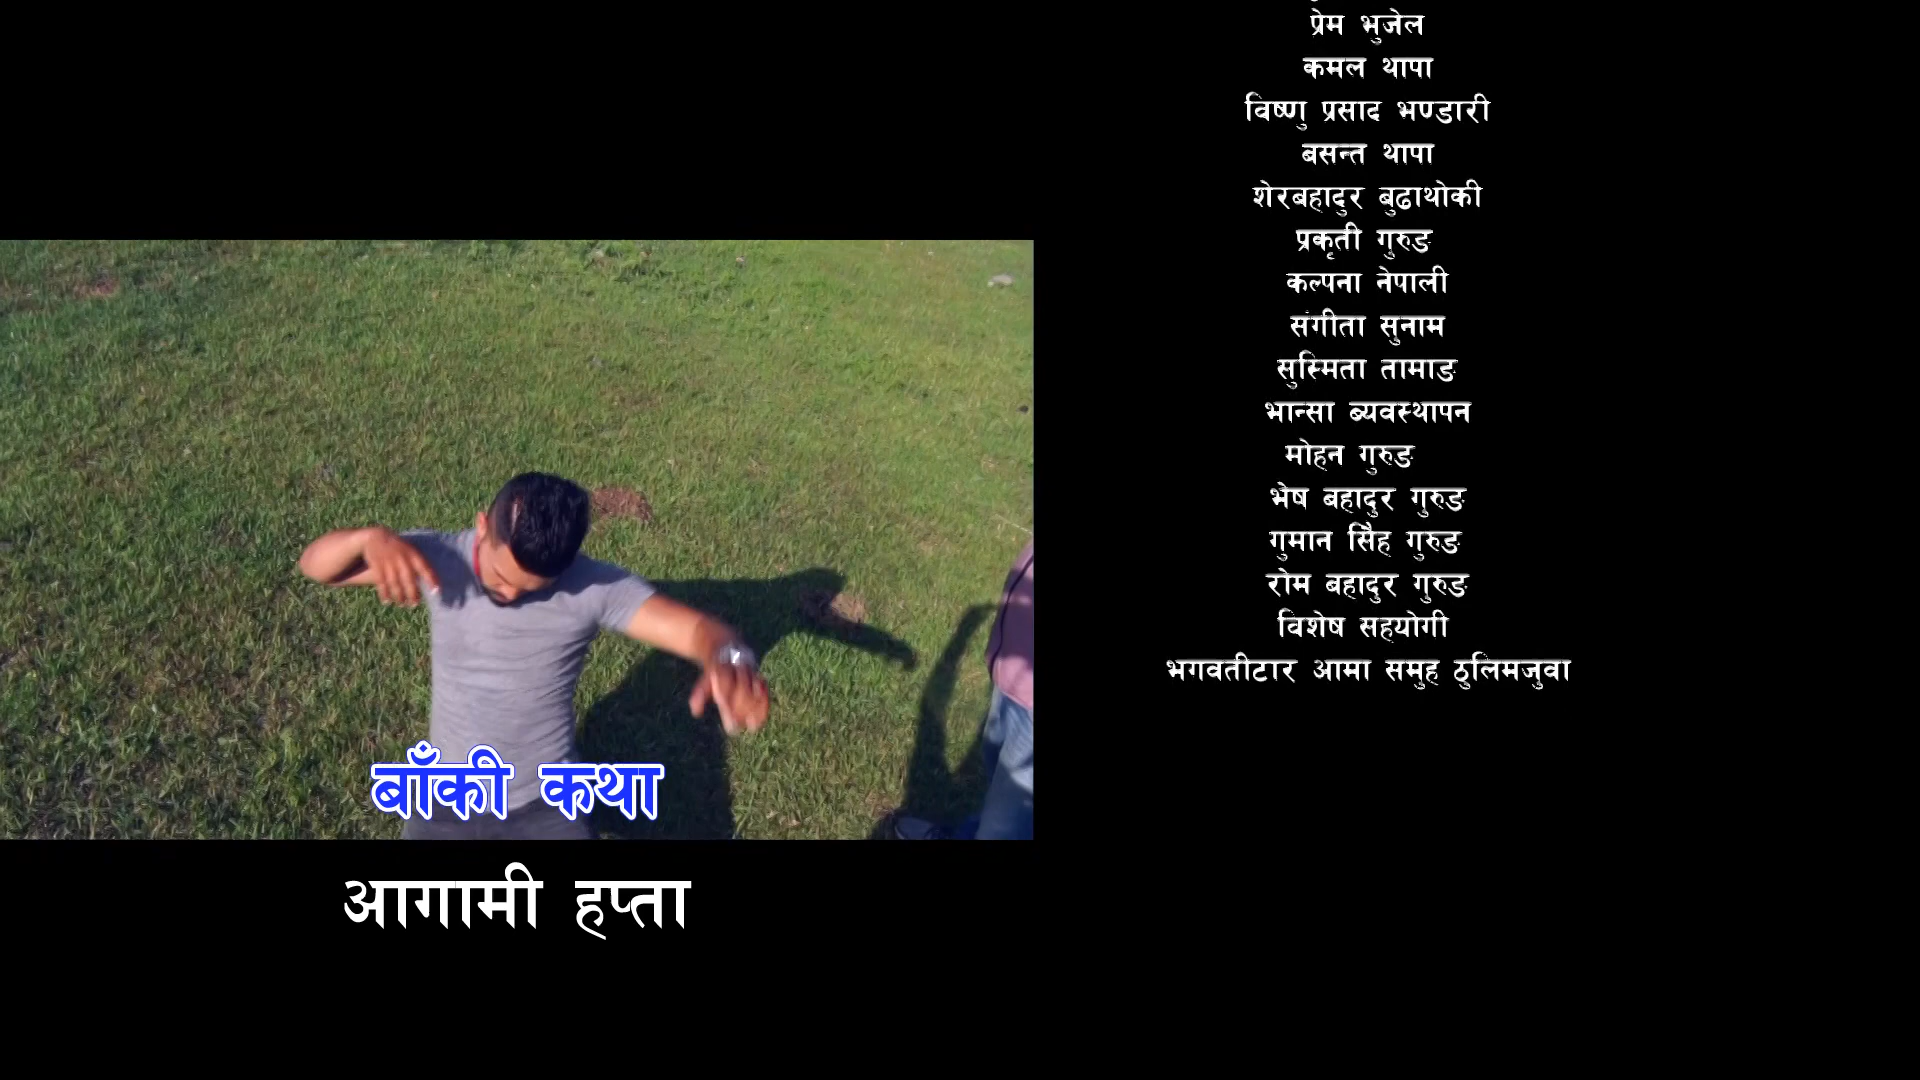 प्रेम भुजेल
कमल थापा
विष्णु प्रसाद भण्डारी
बसन्त थापा
शेरबहादुर बुढाथोकी
प्रकृती गुरुङ
कल्पना नेपाली
संगीता सुनाम
सुस्मिता तामाङ
भान्सा ब्यवस्थापन
मोहन गुरुङ
भेष बहादुर गुरुङ
गुमान सिंह गुरुङ
रोम बहादुर गुरुङ
विशेष सहयोगी
भगवतीटार आमा समुह ठुलिमजुवा
बाँकी कथा
आगामी हप्ता